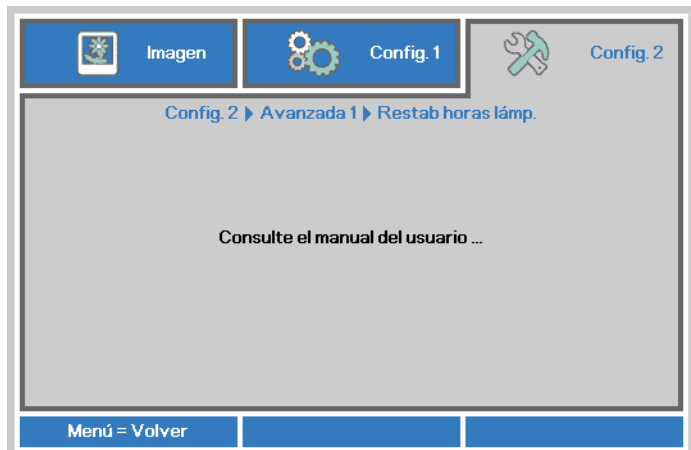 Imagen
Config. 1
Config. 2
Config. 2 ▶ Avanzada 1 ▶ Restab horas lámp.
Consulte el manual del usuario ...
Menú = Volver